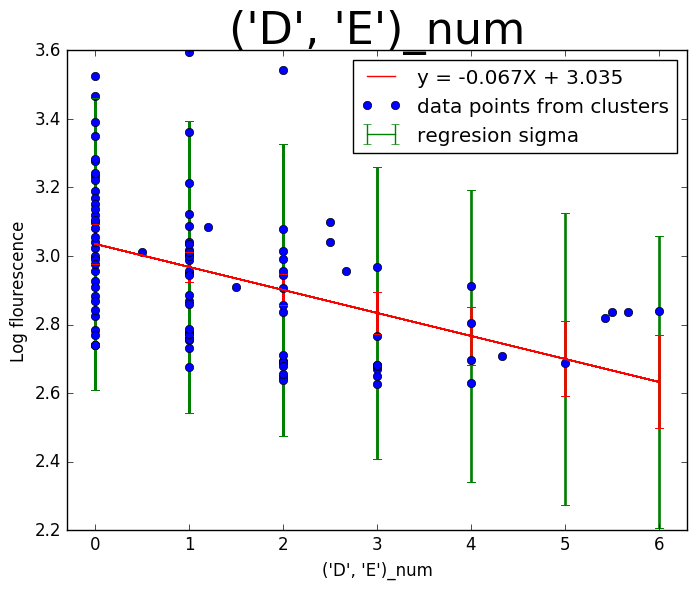 ('D', 'E')_num
3.6
3.4
3.2
3.0
2.8
2.6
2.4
2.2
Log flourescence
y = -0.067X + 3.035
data points from clusters
regresion sigma
0 1 2 3 4 5 6
('D', 'E')_num